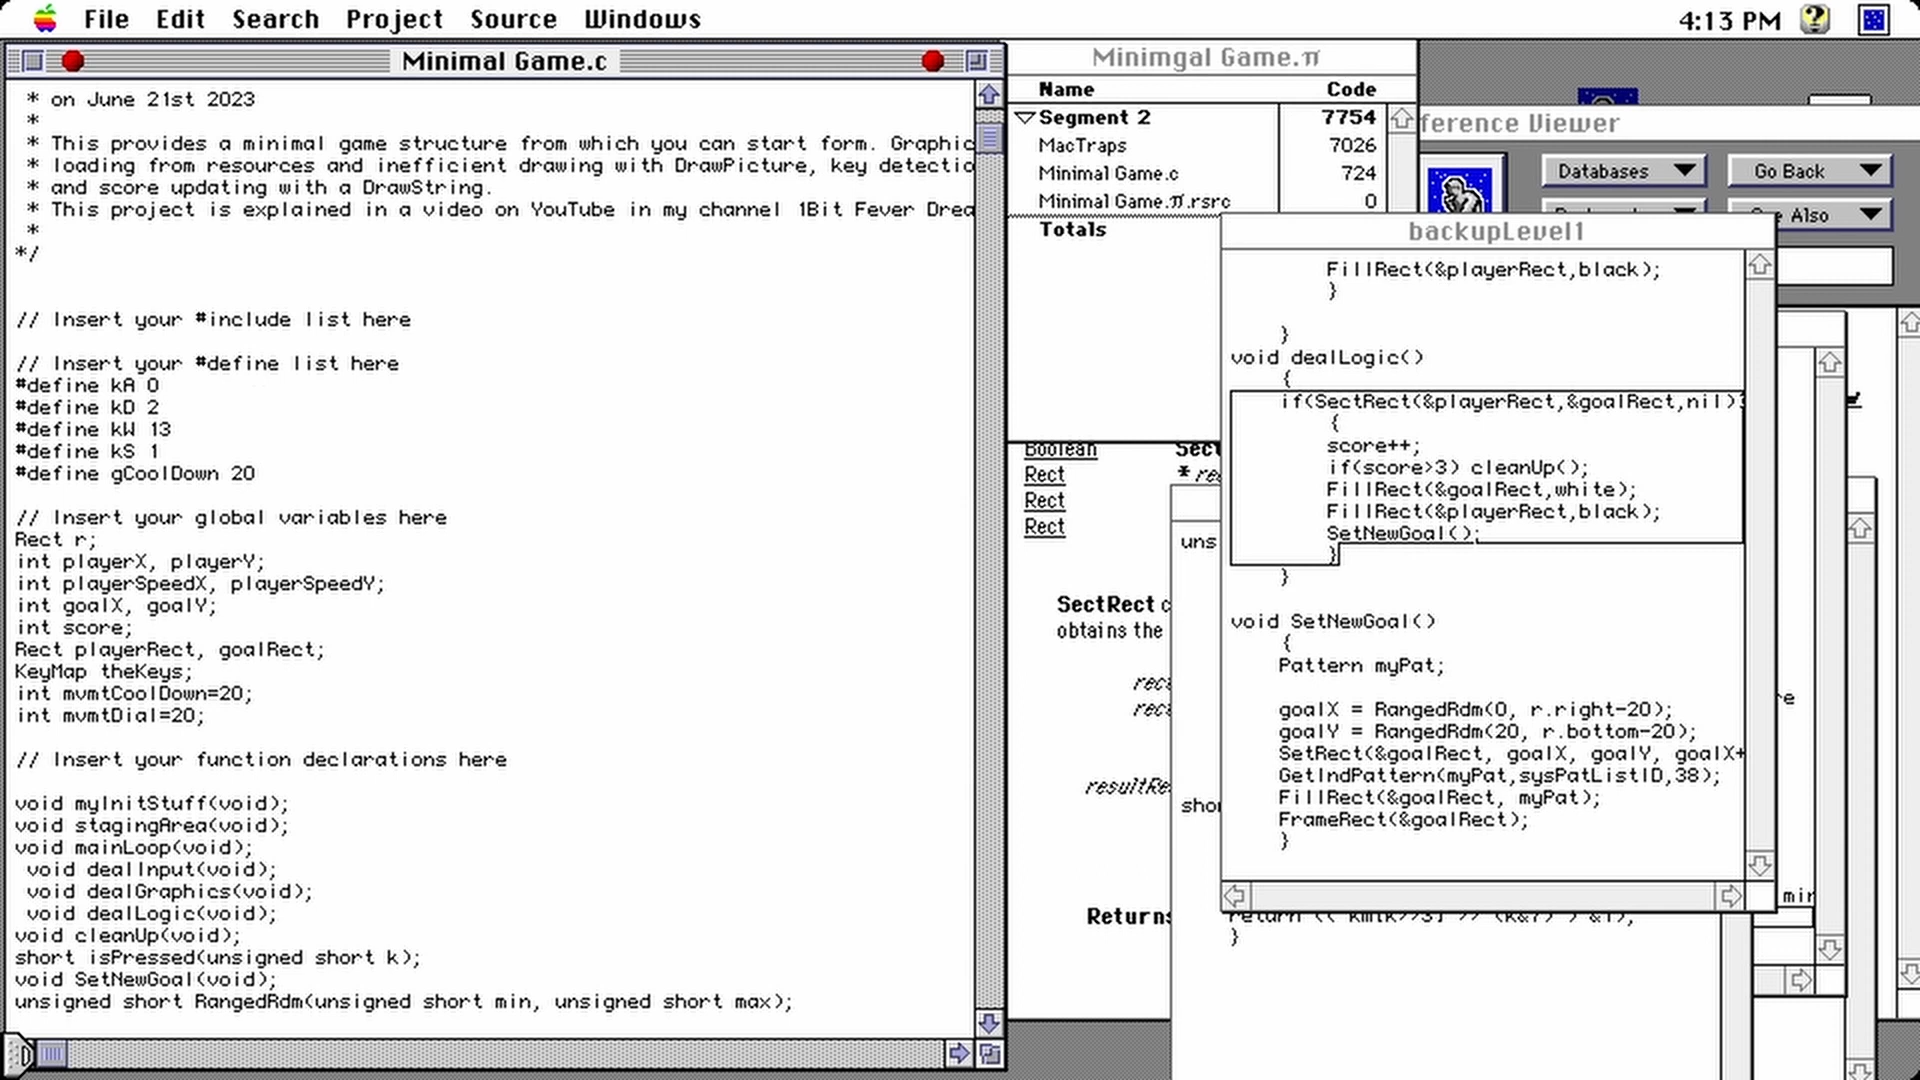 File Edit Search Project Source Windows
4:13 PM
Minimal Game.c
* on June 21st 2023
*
* This provides a minimal game structure from which you can start form. Graphic
* loading from resources and inefficient drawing with DrawPicture, key detectio
* and score updating with a DrawString.
* This project is explained in a video on YouTube in my channel 1Bit Fever Drea
*
*/
// Insert your #include list here
// Insert your #define list here
#define kA 0
#define kD 2
#define kW 13
#define kS 1
#define gCoolDown 20
// Insert your global variables here
Rect r;
int playerX, playerY;
int playerSpeedX, playerSpeedY;
int goalX, goalY;
int score;
Rect playerRect, goalRect;
KeyMap theKeys;
int mvmtCoolDown=20;
int mvmtDial=20;
// Insert your function declarations here
void myInitStuff(void);
void stagingArea(void);
void mainLoop(void);
void dealInput(void);
void dealGraphics(void);
void dealLogic(void);
void cleanUp(void);
short isPressed(unsigned short k);
void SetNewGoal(void);
unsigned short RangedRdm(unsigned short min, unsigned short max);
Minimgal Game.π
Name Code
Segment 2 7754
MacTraps 7026
Minimal Game.c 724
Minimal Game.π.rsrc 0
Totals
ference Viewer
Databases Go Back
Also
Boolean Sect
Rect * re
Rect
Rect
uns
SectRect
obtains the
rec
rec
resultRe
shor
Returns
backupLevel1
FillRect(&playerRect,black);
}
}
void dealLogic()
{
if(SectRect(&playerRect,&goalRect,nil)
{
score++;
if(score>3) cleanUp();
FillRect(&goalRect,white);
FillRect(&playerRect,black);
SetNewGoal();
}
}
void SetNewGoal()
{
Pattern myPat;
goalX = RangedRdm(0, r.right-20);
goalY = RangedRdm(20, r.bottom-20);
SetRect(&goalRect, goalX, goalY, goalX+
GetIndPattern(myPat,sysPatListID,38);
FillRect(&goalRect, myPat);
FrameRect(&goalRect);
}
}
re
min